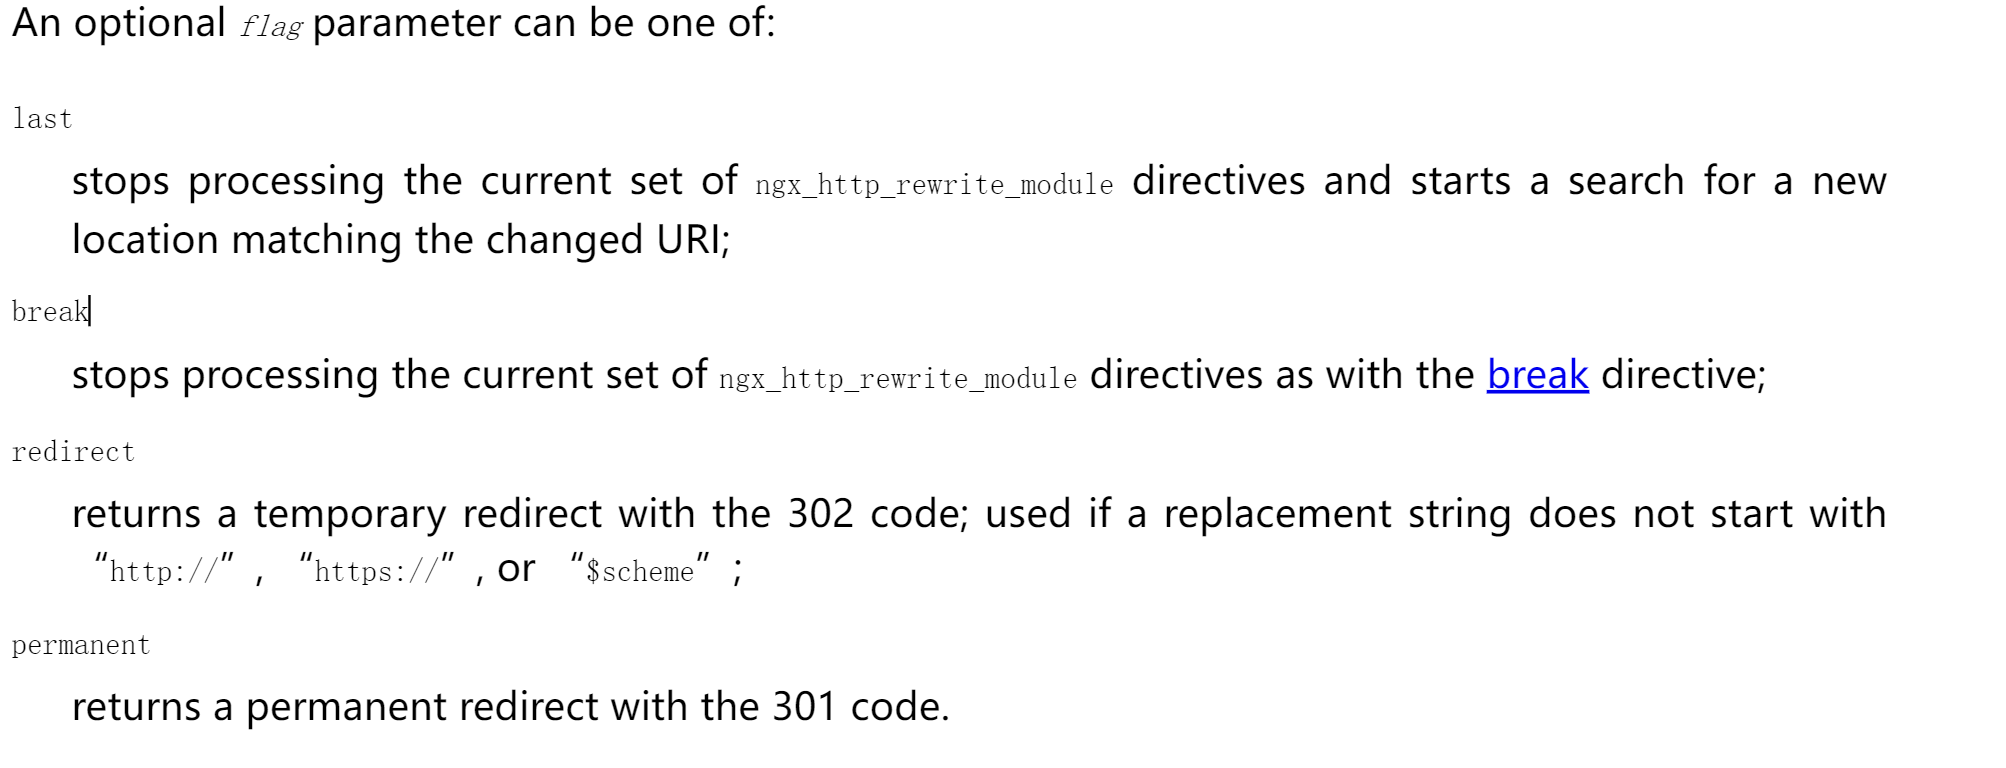 An optional flag parameter can be one of:
last
stops processing the current set of ngx_http_rewrite_module directives and starts a search for a new
location matching the changed URI;
break
stops processing the current set of ngx_http_rewrite_module directives as with the break directive;
redirect
returns a temporary redirect with the 302 code; used if a replacement string does not start with
“http://”, “https://”, or “$scheme”;
permanent
returns a permanent redirect with the 301 code.